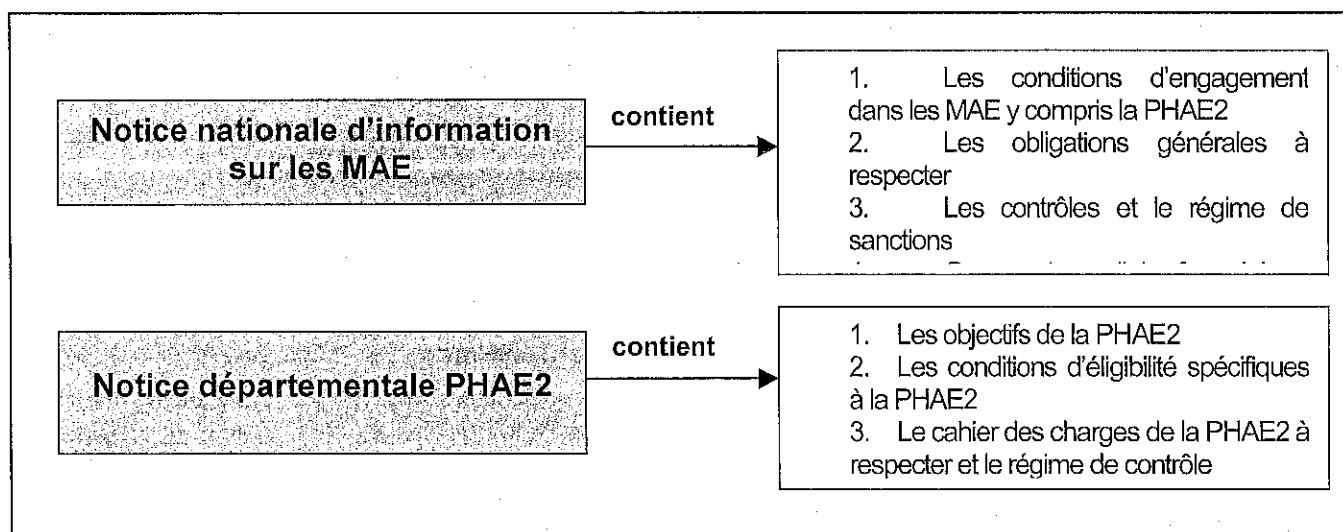 Notice nationale d'information
sur les MAE
contient
1. Les conditions d'engagement
dans les MAE y compris la PHAE2
2. Les obligations générales à
respecter
3. Les contrôles et le régime de
sanctions
Notice départementale PHAE2
contient
1. Les objectifs de la PHAE2
2. Les conditions d'éligibilité spécifiques
à la PHAE2
3. Le cahier des charges de la PHAE2 à
respecter et le régime de contrôle